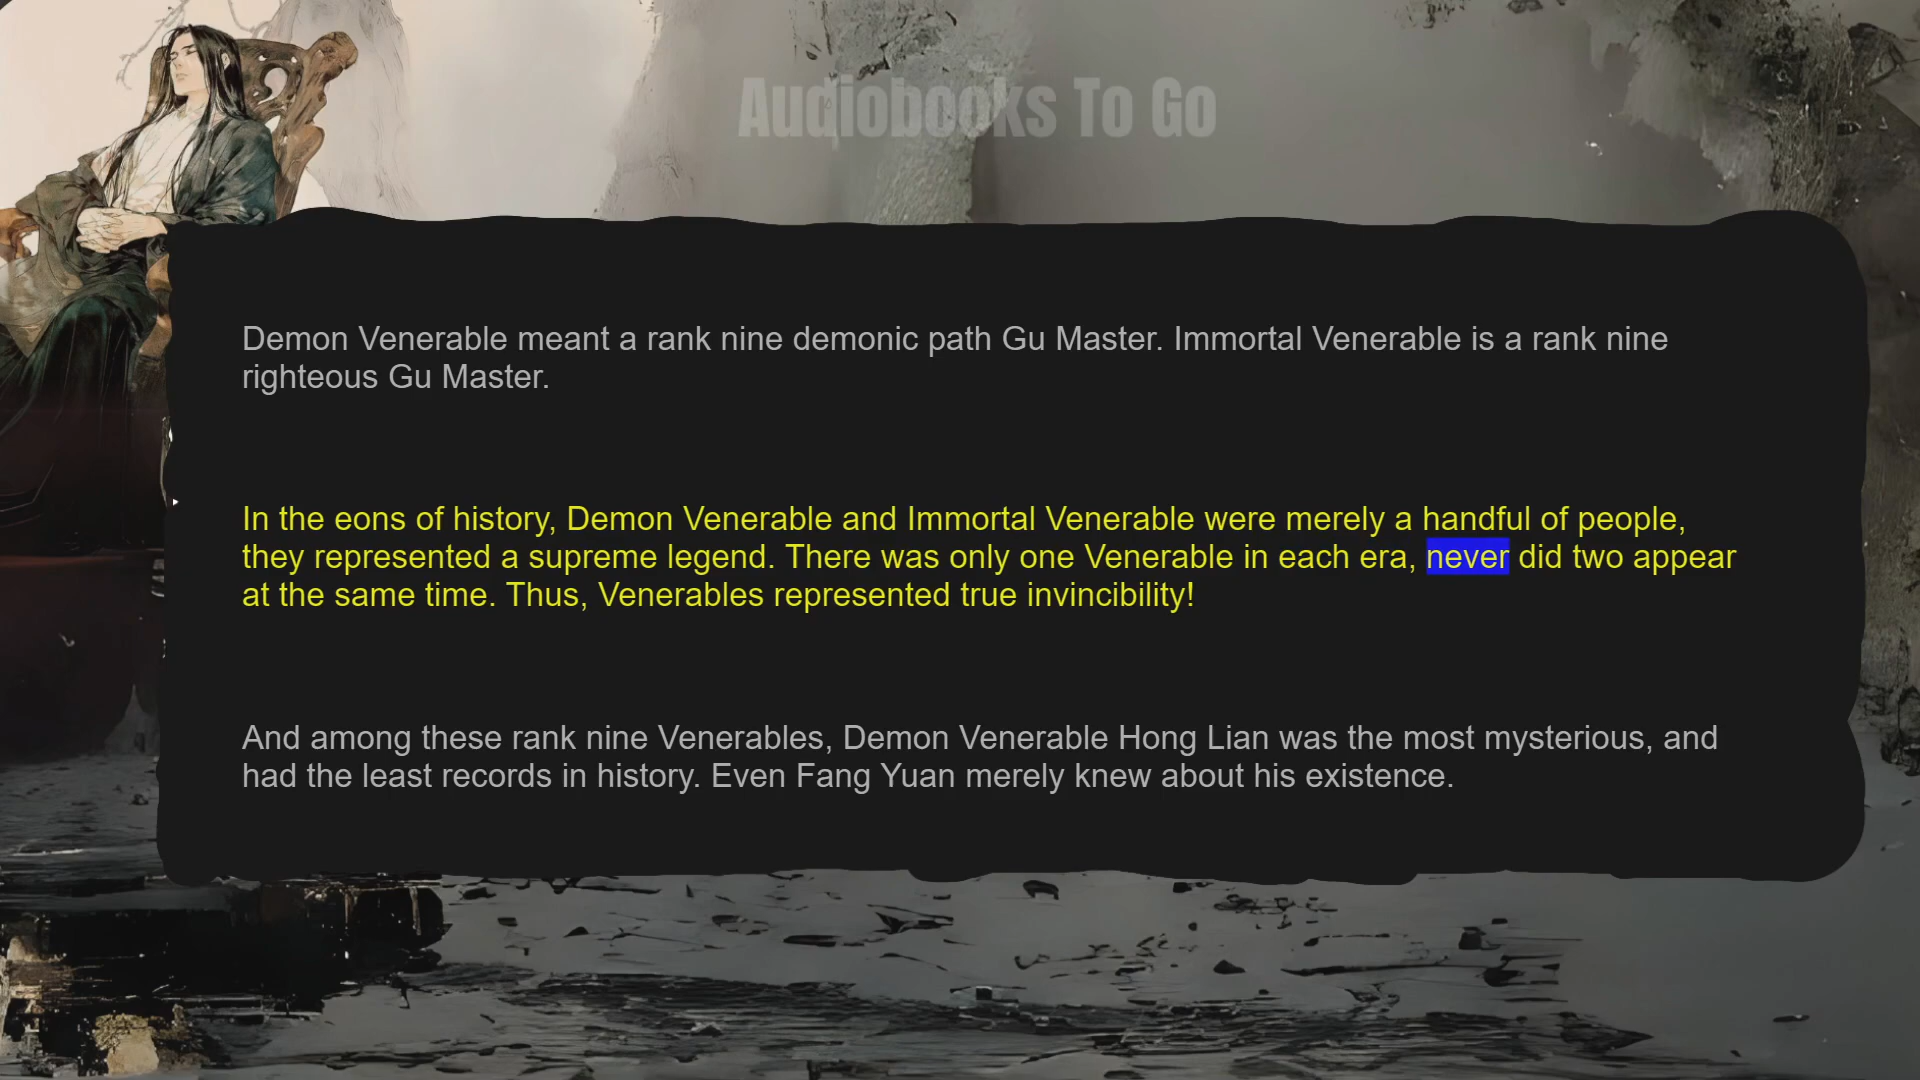 Audiobooks To Go
Demon Venerable meant a rank nine demonic path Gu Master. Immortal Venerable is a rank nine
righteous Gu Master.
In the eons of history, Demon Venerable and Immortal Venerable were merely a handful of people,
they represented a supreme legend. There was only one Venerable in each era, never did two appear
at the same time. Thus, Venerables represented true invincibility!
And among these rank nine Venerables, Demon Venerable Hong Lian was the most mysterious, and
had the least records in history. Even Fang Yuan merely knew about his existence.